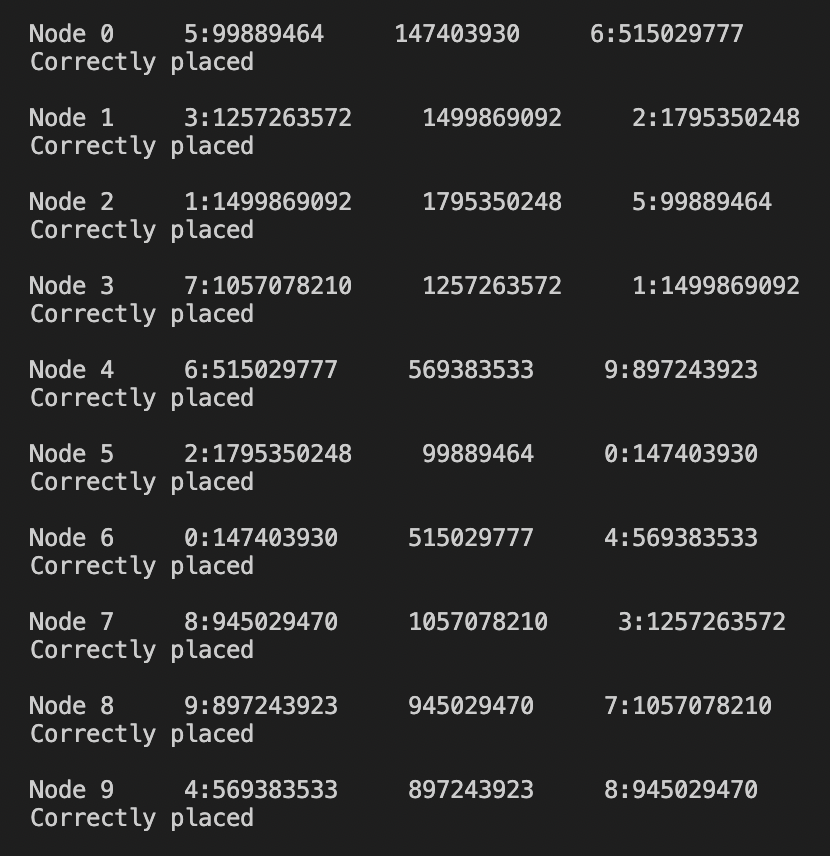 Node 0     5:99889464     147403930     6:515029777
Correctly placed
Node 1     3:1257263572     1499869092     2:1795350248
Correctly placed
Node 2     1:1499869092     1795350248     5:99889464
Correctly placed
Node 3     7:1057078210     1257263572     1:1499869092
Correctly placed
Node 4     6:515029777     569383533     9:897243923
Correctly placed
Node 5     2:1795350248     99889464     0:147403930
Correctly placed
Node 6     0:147403930     515029777     4:569383533
Correctly placed
Node 7     8:945029470     1057078210     3:1257263572
Correctly placed
Node 8     9:897243923     945029470     7:1057078210
Correctly placed
Node 9     4:569383533     897243923     8:945029470
Correctly placed